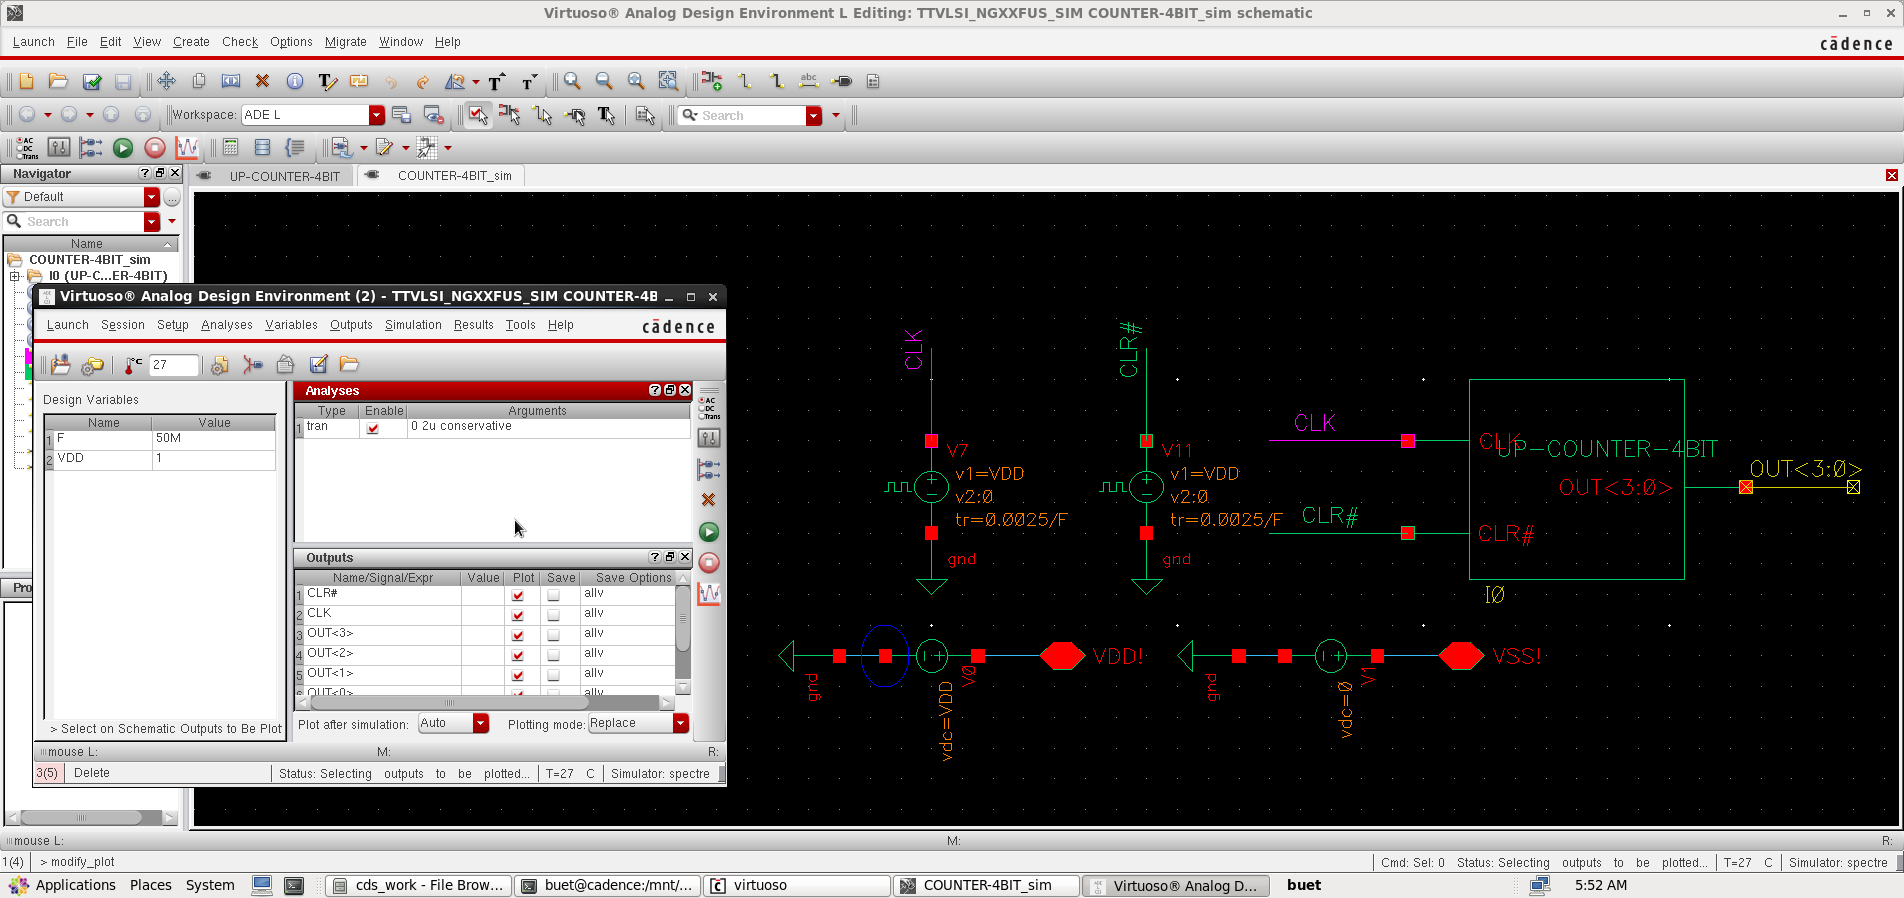 Virtuoso® Analog Design Environment L Editing: TTVLSI_NGXXFUS_SIM COUNTER-4BIT_sim schematic
Launch File Edit View Create Check Options Migrate Window Help
cādence
Workspace: ADE L
Search
AC
DC
Trans
Navigator
UP-COUNTER-4BIT
COUNTER-4BIT_sim
Default
Search
Name
COUNTER-4BIT_sim
I0 (UP-C...ER-4BIT)
Virtuoso® Analog Design Environment (2) - TTVLSI_NGXXFUS_SIM COUNTER-4B
Launch Session Setup Analyses Variables Outputs Simulation Results Tools Help
cādence
°C 27
Design Variables
Name Value
1 F 50M
2 VDD 1
Analyses
Type Enable Arguments
1 tran 0 2u conservative
AC
DC
Trans
Outputs
Name/Signal/Expr Value Plot Save Save Options
1 CLR# allv
2 CLK allv
3 OUT<3> allv
4 OUT<2> allv
5 OUT<1> allv
6 OUT<0> allv
> Select on Schematic Outputs to Be Plot
Plot after simulation: Auto Plotting mode: Replace
mouse L: M: R:
3(5) Delete Status: Selecting outputs to be plotted... T=27 C Simulator: spectre
Pro
CLK
V7
v1=VDD
v2:0
tr=0.0025/F
gnd
CLR#
V11
v1=VDD
v2:0
tr=0.0025/F
gnd
CLK
CLR#
CLK
UP-COUNTER-4BIT
OUT<3:0>
CLR#
OUT<3:0>
I0
gnd
V0
vdc=VDD
VDD!
gnd
V1
vdc=0
VSS!
mouse L: M: R:
1(4) > modify_plot Cmd: Sel: 0 Status: Selecting outputs to be plotted... T=27 C Simulator: spectre
Applications Places System cds_work - File Brow... buet@cadence:/mnt/... virtuoso COUNTER-4BIT_sim Virtuoso® Analog D... buet 5:52 AM